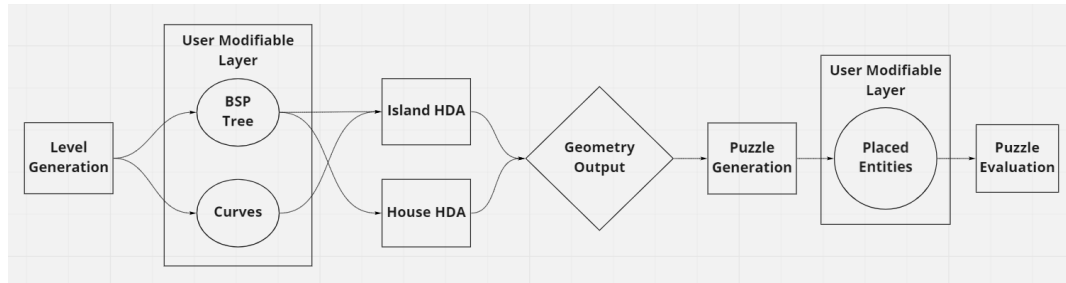 Level
Generation
User Modifiable
Layer
BSP
Tree
Curves
Island HDA
House HDA
Geometry
Output
Puzzle
Generation
User Modifiable
Layer
Placed
Entities
Puzzle
Evaluation